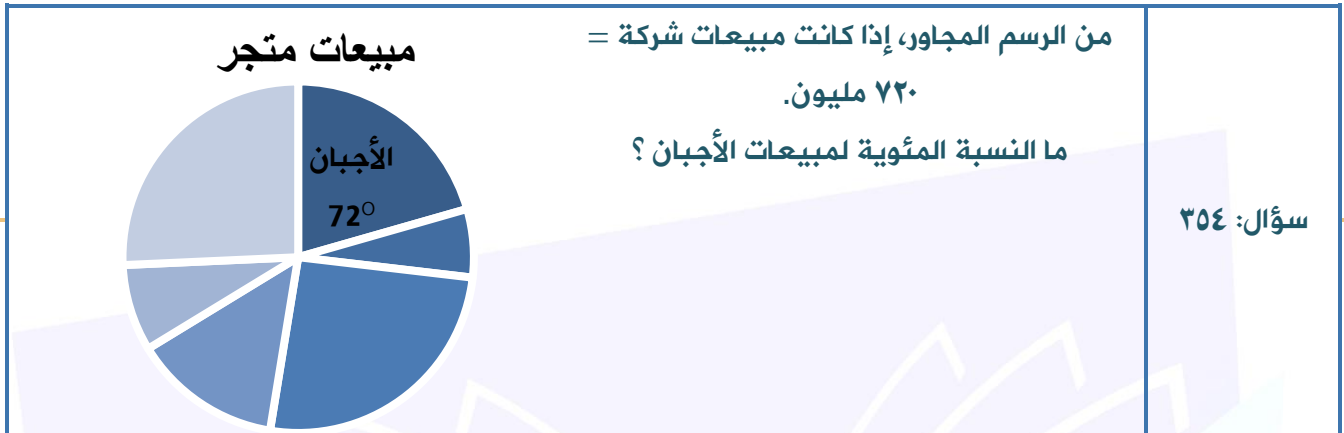 سؤال: ٣٥٤
من الرسم المجاور، إذا كانت مبيعات شركة =
٧٢٠ مليون.
ما النسبة المئوية لمبيعات الأجبان ؟
مبيعات متجر
الأجبان
72°